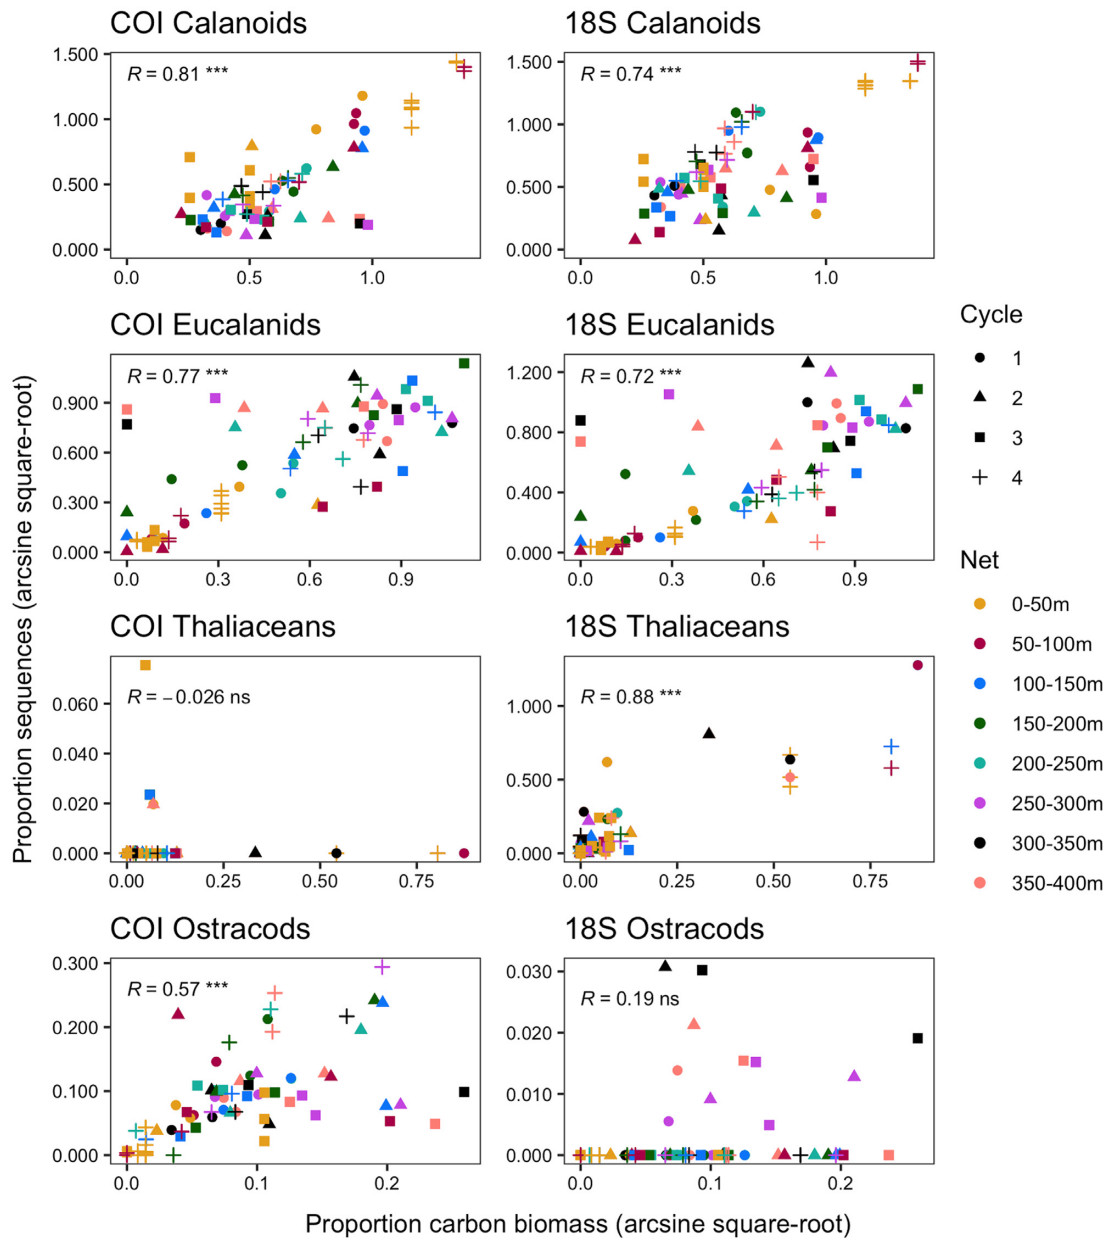 COI Calanoids
18S Calanoids
1.500
1.000
0.500
0.000
R = 0.81 ***
0.0 0.5 1.0
1.500
1.000
0.500
0.000
R = 0.74 ***
0.0 0.5 1.0
COI Eucalanids
18S Eucalanids
0.900
0.600
0.300
0.000
R = 0.77 ***
0.0 0.3 0.6 0.9
1.200
0.800
0.400
0.000
R = 0.72 ***
0.0 0.3 0.6 0.9
COI Thaliaceans
18S Thaliaceans
0.060
0.040
0.020
0.000
R = −0.026 ns
0.00 0.25 0.50 0.75
1.000
0.500
0.000
R = 0.88 ***
0.00 0.25 0.50 0.75
COI Ostracods
18S Ostracods
0.300
0.200
0.100
0.000
R = 0.57 ***
0.0 0.1 0.2
0.030
0.020
0.010
0.000
R = 0.19 ns
0.0 0.1 0.2
Proportion sequences (arcsine square-root)
Proportion carbon biomass (arcsine square-root)
Cycle
1
2
3
4
Net
0-50m
50-100m
100-150m
150-200m
200-250m
250-300m
300-350m
350-400m